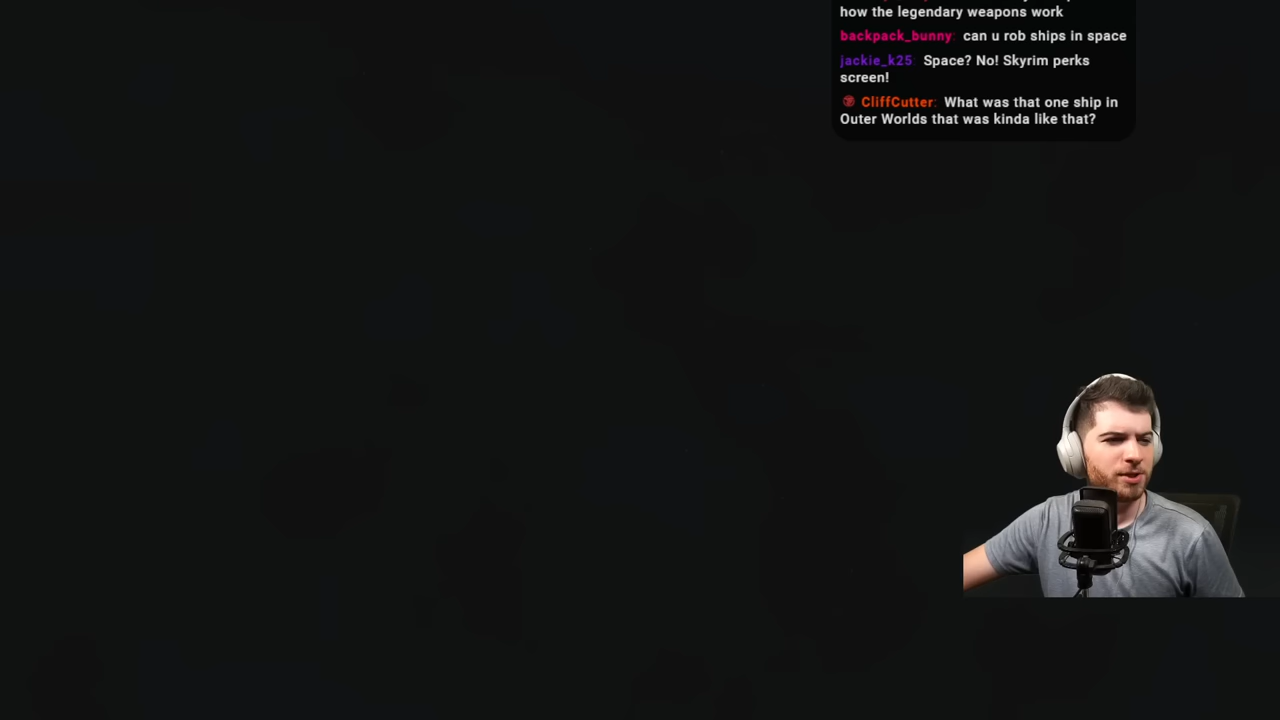 how the legendary weapons work
backpack_bunny: can u rob ships in space
jackie_k25: Space? No! Skyrim perks
screen!
CliffCutter: What was that one ship in
Outer Worlds that was kinda like that?